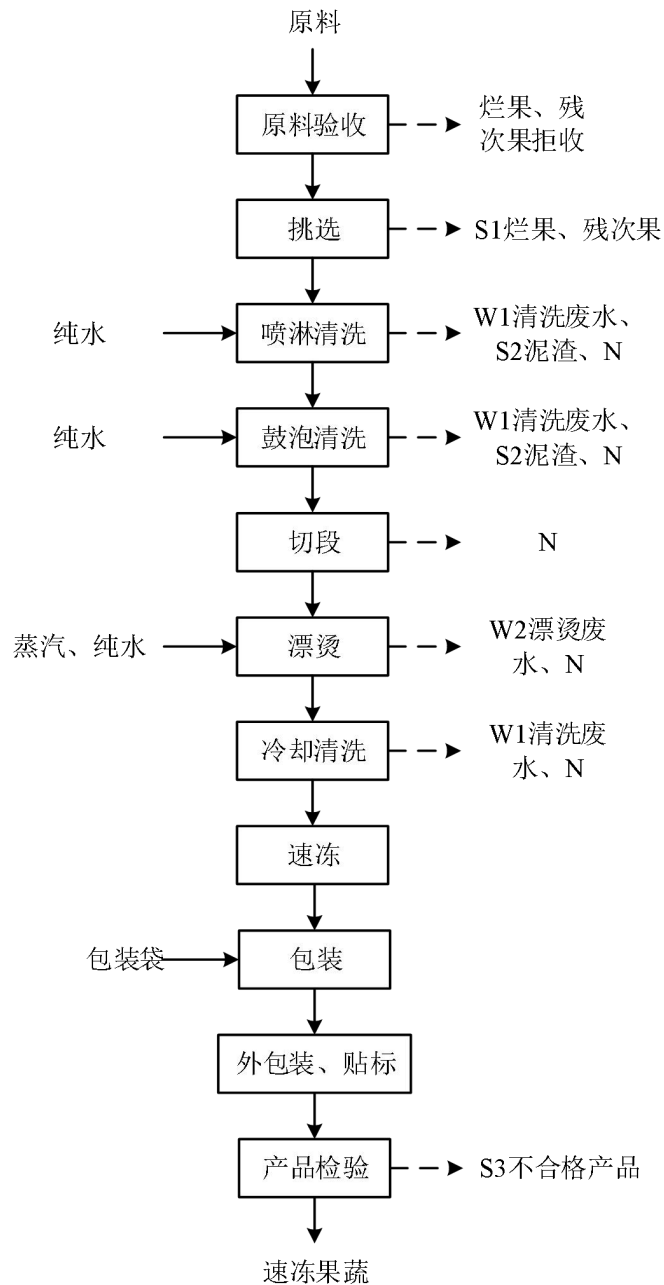 原料
原料验收
烂果、残
次果拒收
挑选
S1烂果、残次果
纯水
喷淋清洗
W1清洗废水、
S2泥渣、N
纯水
鼓泡清洗
W1清洗废水、
S2泥渣、N
切段
N
蒸汽、纯水
漂烫
W2漂烫废
水、N
冷却清洗
W1清洗废
水、N
速冻
包装袋
包装
外包装、贴标
产品检验
S3不合格产品
速冻果蔬